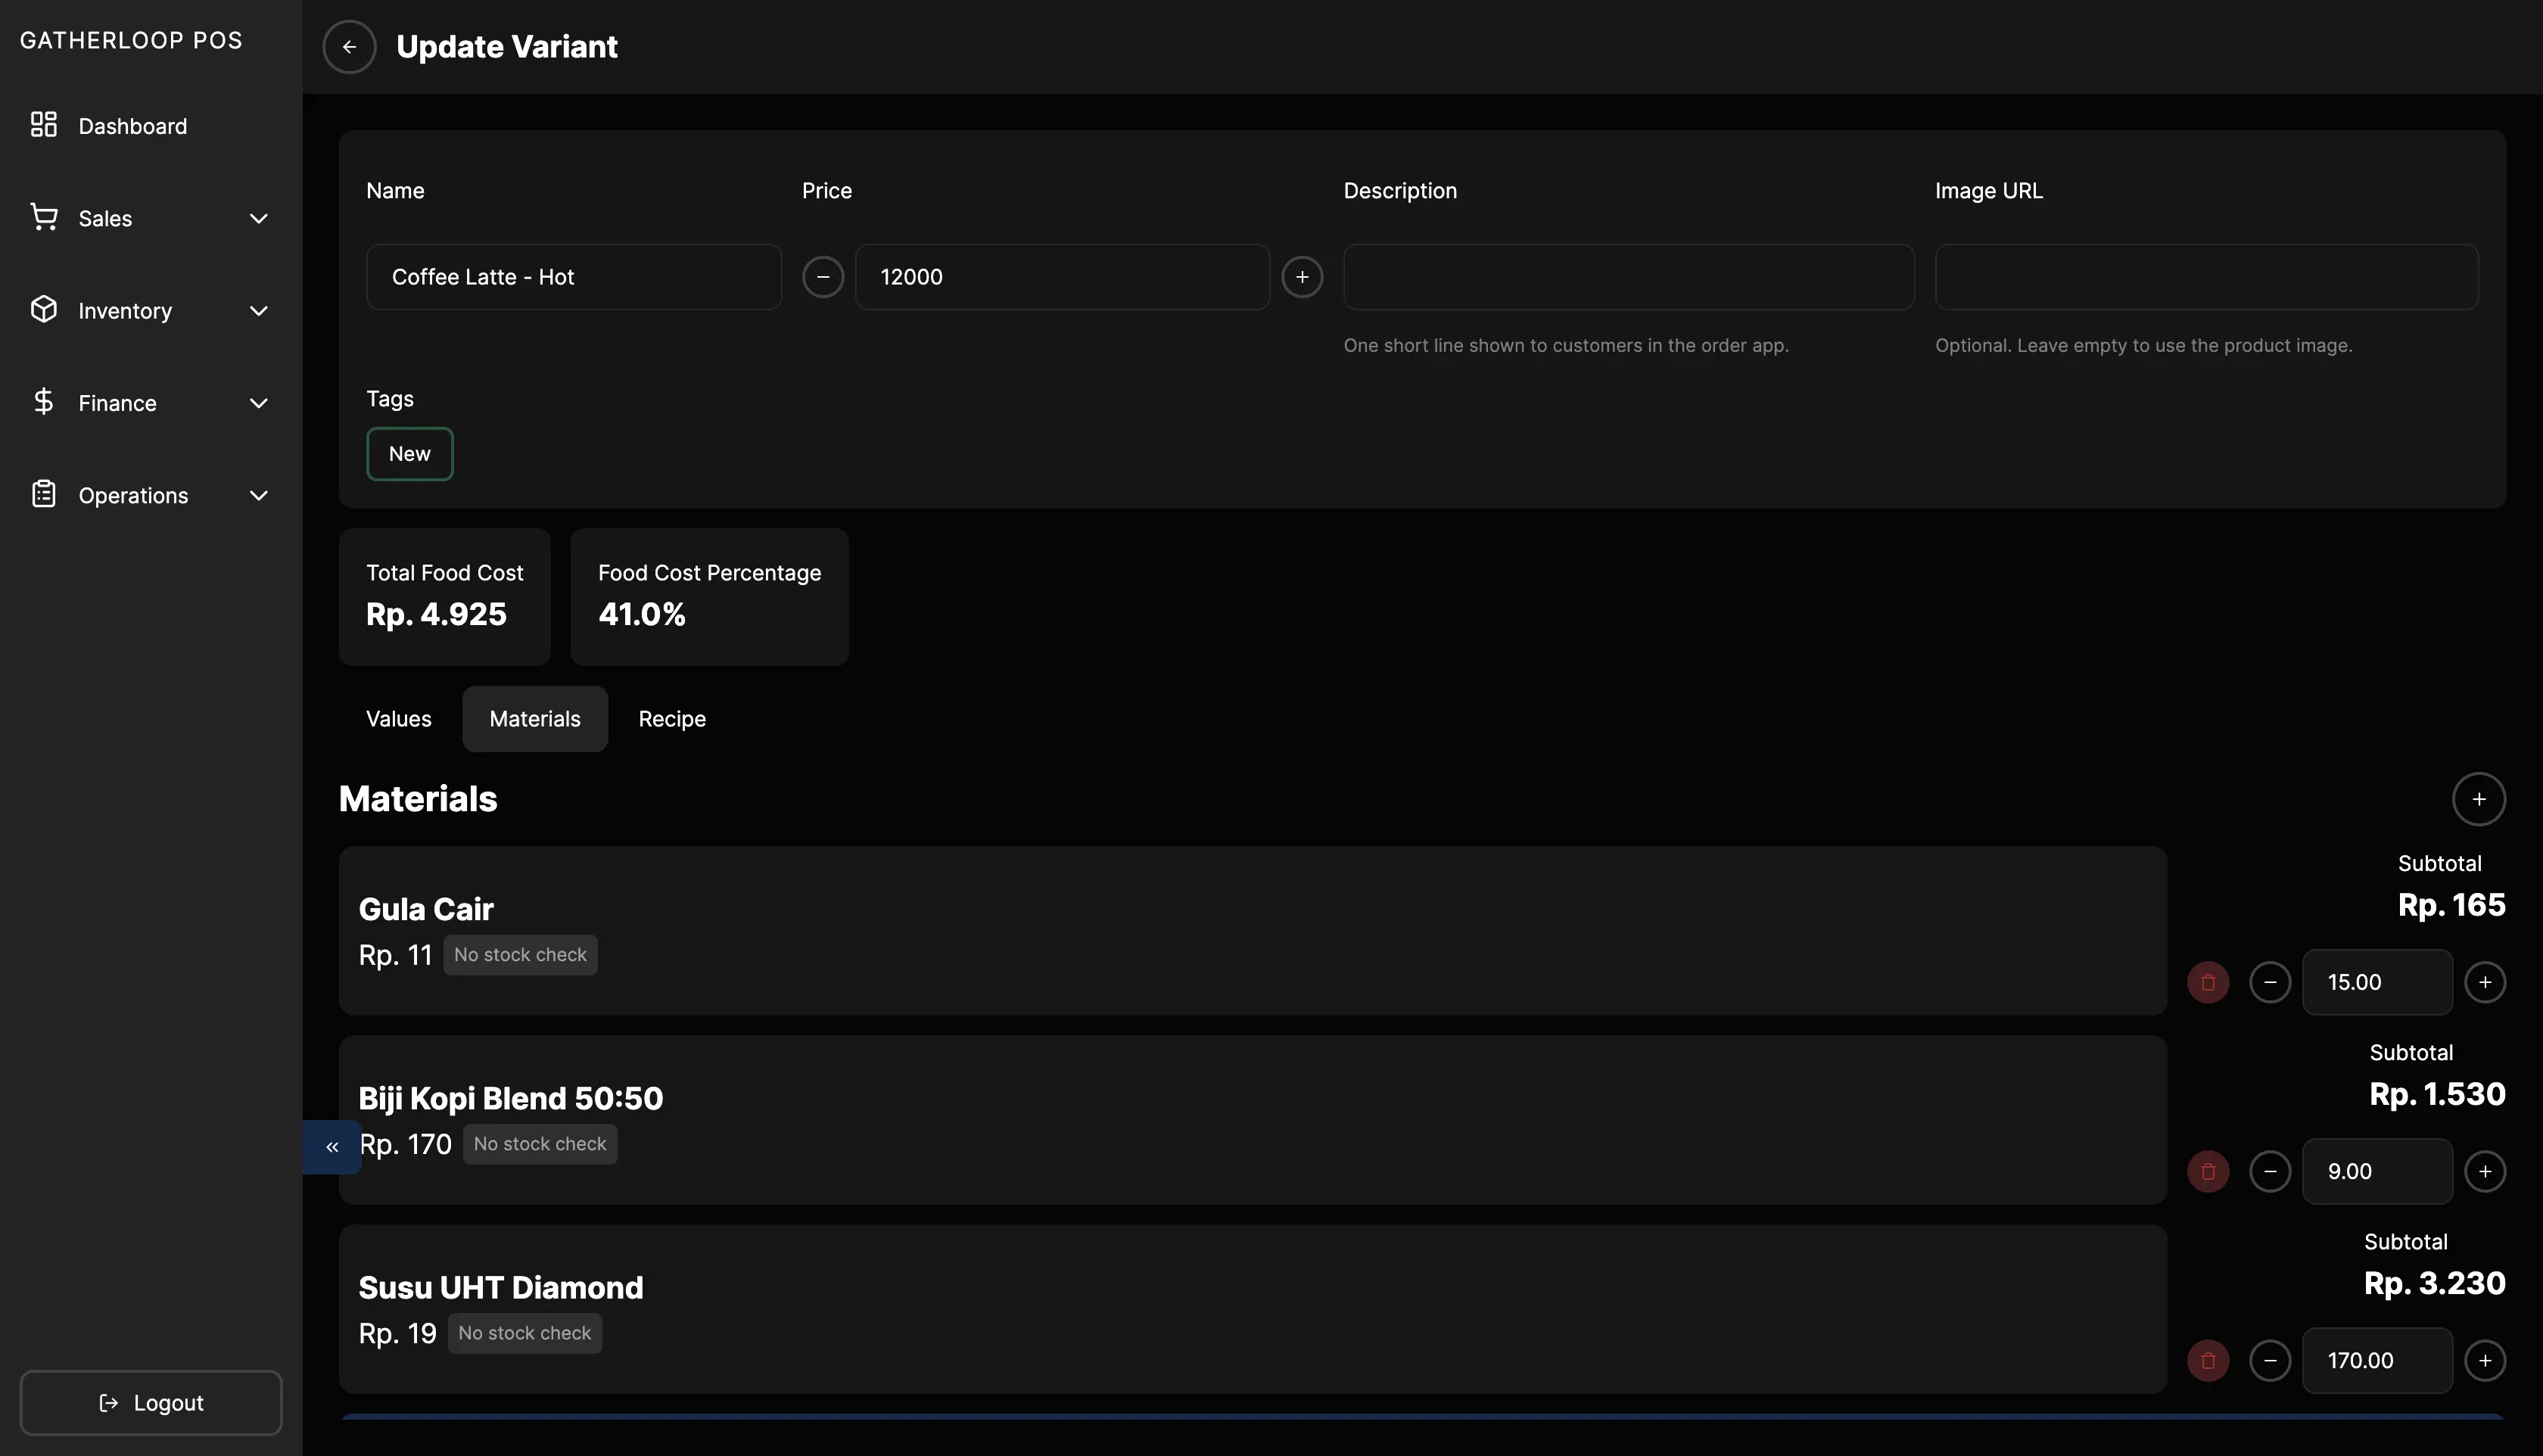 GATHERLOOP POS
Dashboard
Sales
Inventory
Finance
Operations
Logout
Update Variant
Name
Price
Description
Image URL
Coffee Latte - Hot
12000
One short line shown to customers in the order app.
Optional. Leave empty to use the product image.
Tags
New
Total Food Cost
Rp. 4.925
Food Cost Percentage
41.0%
Values
Materials
Recipe
Materials
Gula Cair
Rp. 11
No stock check
Subtotal
Rp. 165
15.00
Biji Kopi Blend 50:50
Rp. 170
No stock check
Subtotal
Rp. 1.530
9.00
Susu UHT Diamond
Rp. 19
No stock check
Subtotal
Rp. 3.230
170.00